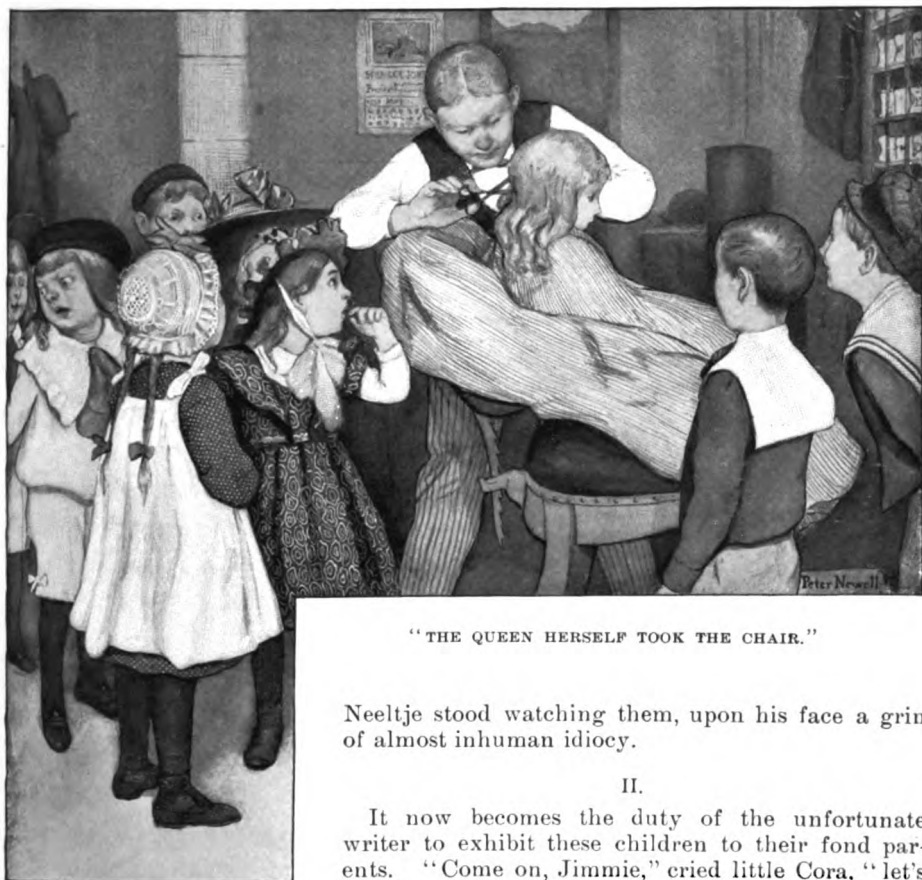 Peter Newell
"THE QUEEN HERSELF TOOK THE CHAIR."
Neeltje stood watching them, upon his face a grin
of almost inhuman idiocy.
II.
It now becomes the duty of the unfortunate
writer to exhibit these children to their fond par-
ents. "Come on, Jimmie," cried little Cora, "let's